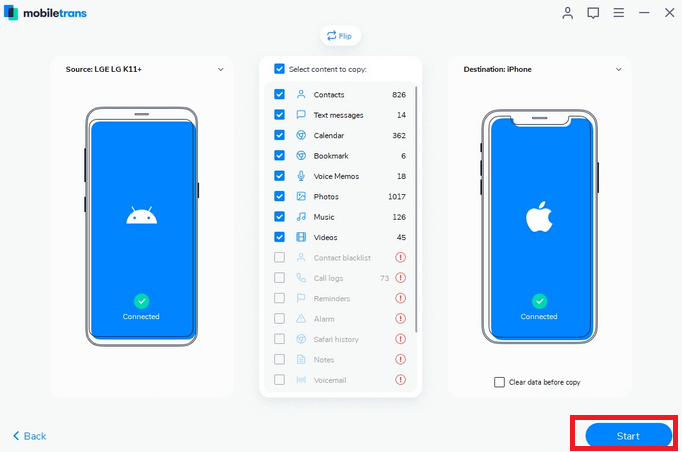 mobiletrans
Flip
Source: LGE LG K11+
Connected
Select content to copy:
Contacts 826
Text messages 14
Calendar 362
Bookmark 6
Voice Memos 18
Photos 1017
Music 126
Videos 45
Contact blacklist
Call logs 73
Reminders
Alarm
Safari history
Notes
Voicemail
Destination: iPhone
Connected
Clear data before copy
Back
Start